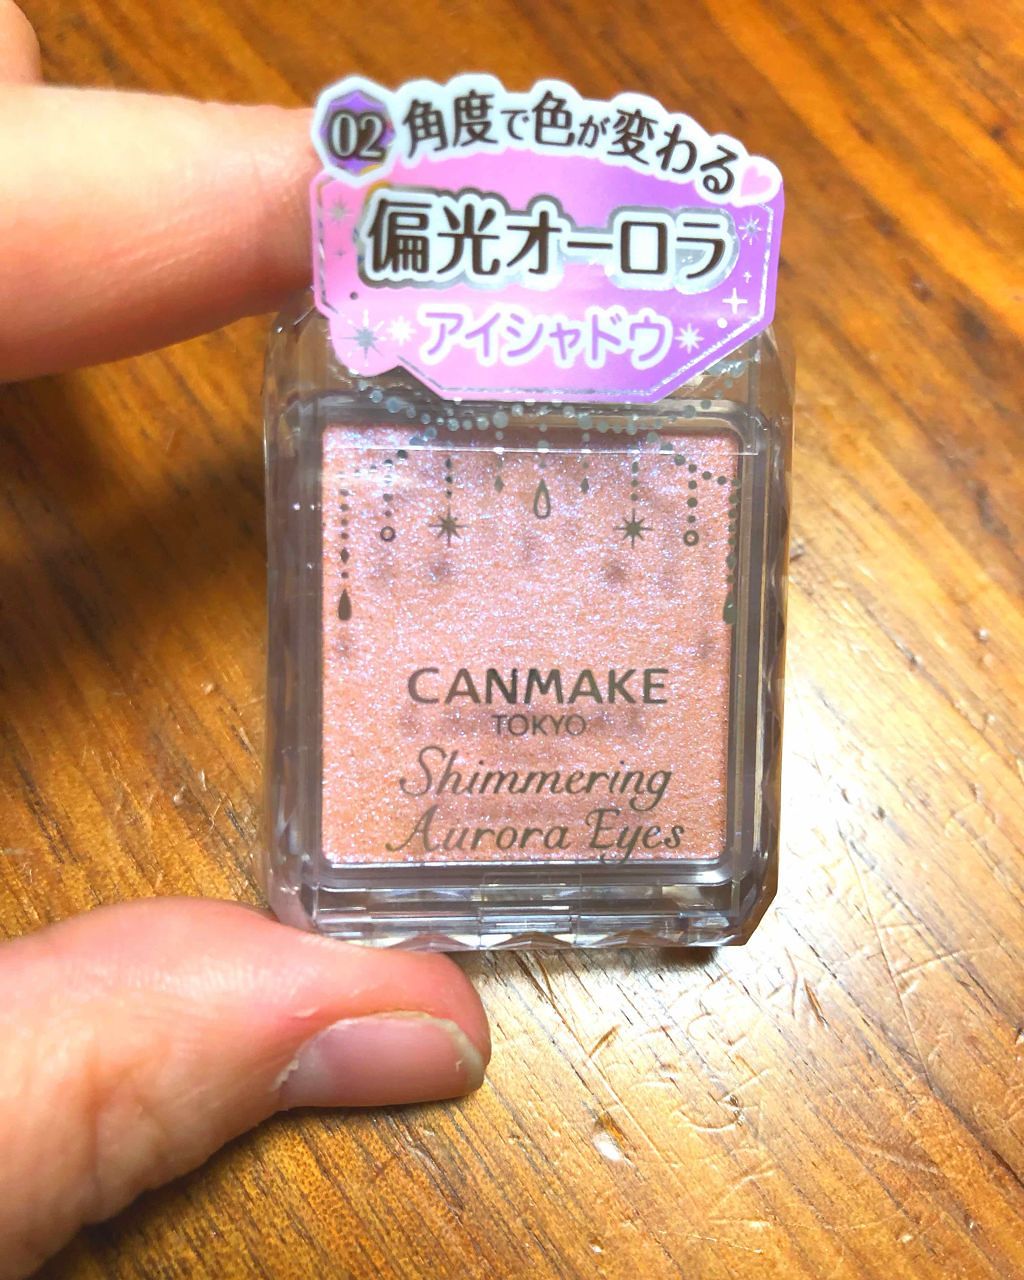 02 角度で色が変わる
偏光オーロラ
アイシャドウ
CANMAKE
TOKYO
Shimmering
Aurora Eyes